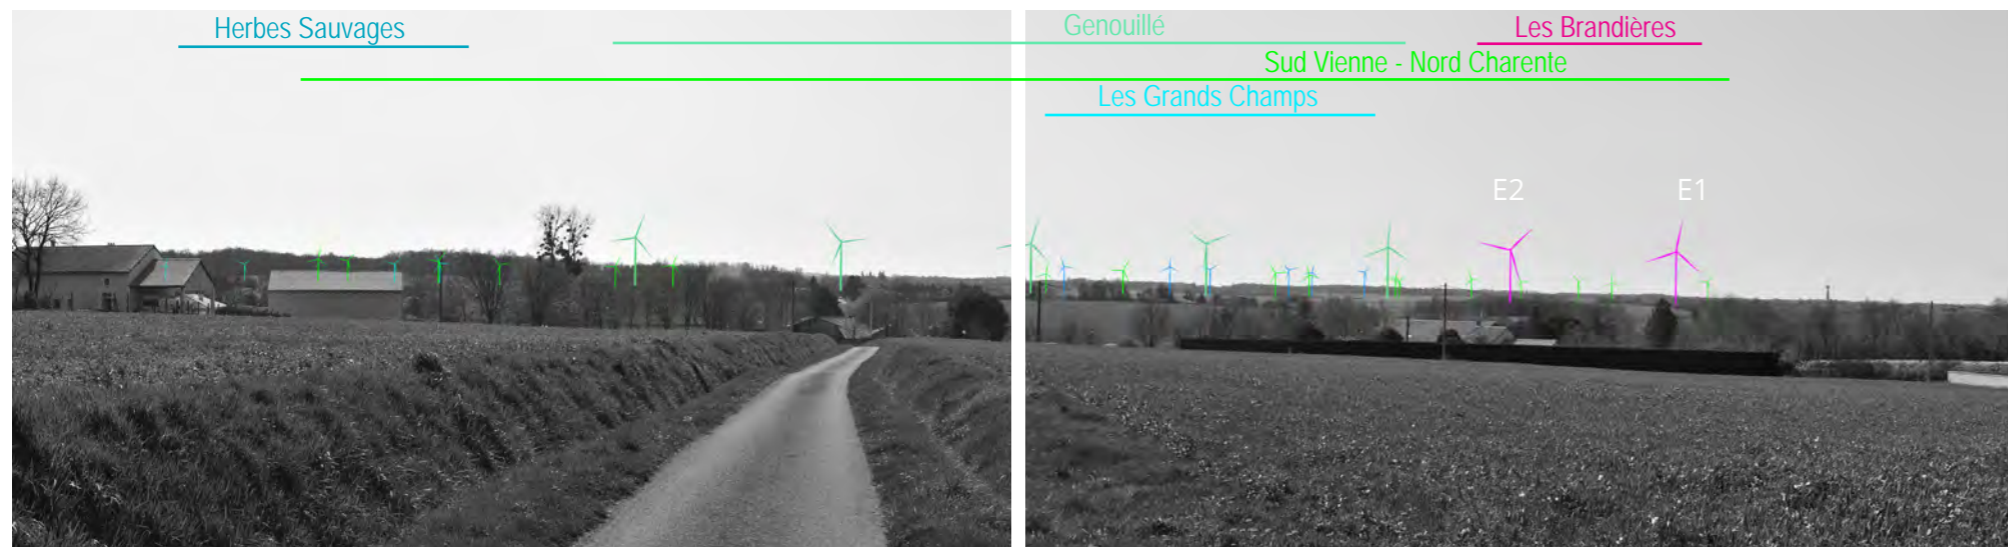 Herbes Sauvages
Genouillé
Les Brandières
Sud Vienne - Nord Charente
Les Grands Champs
E2
E1